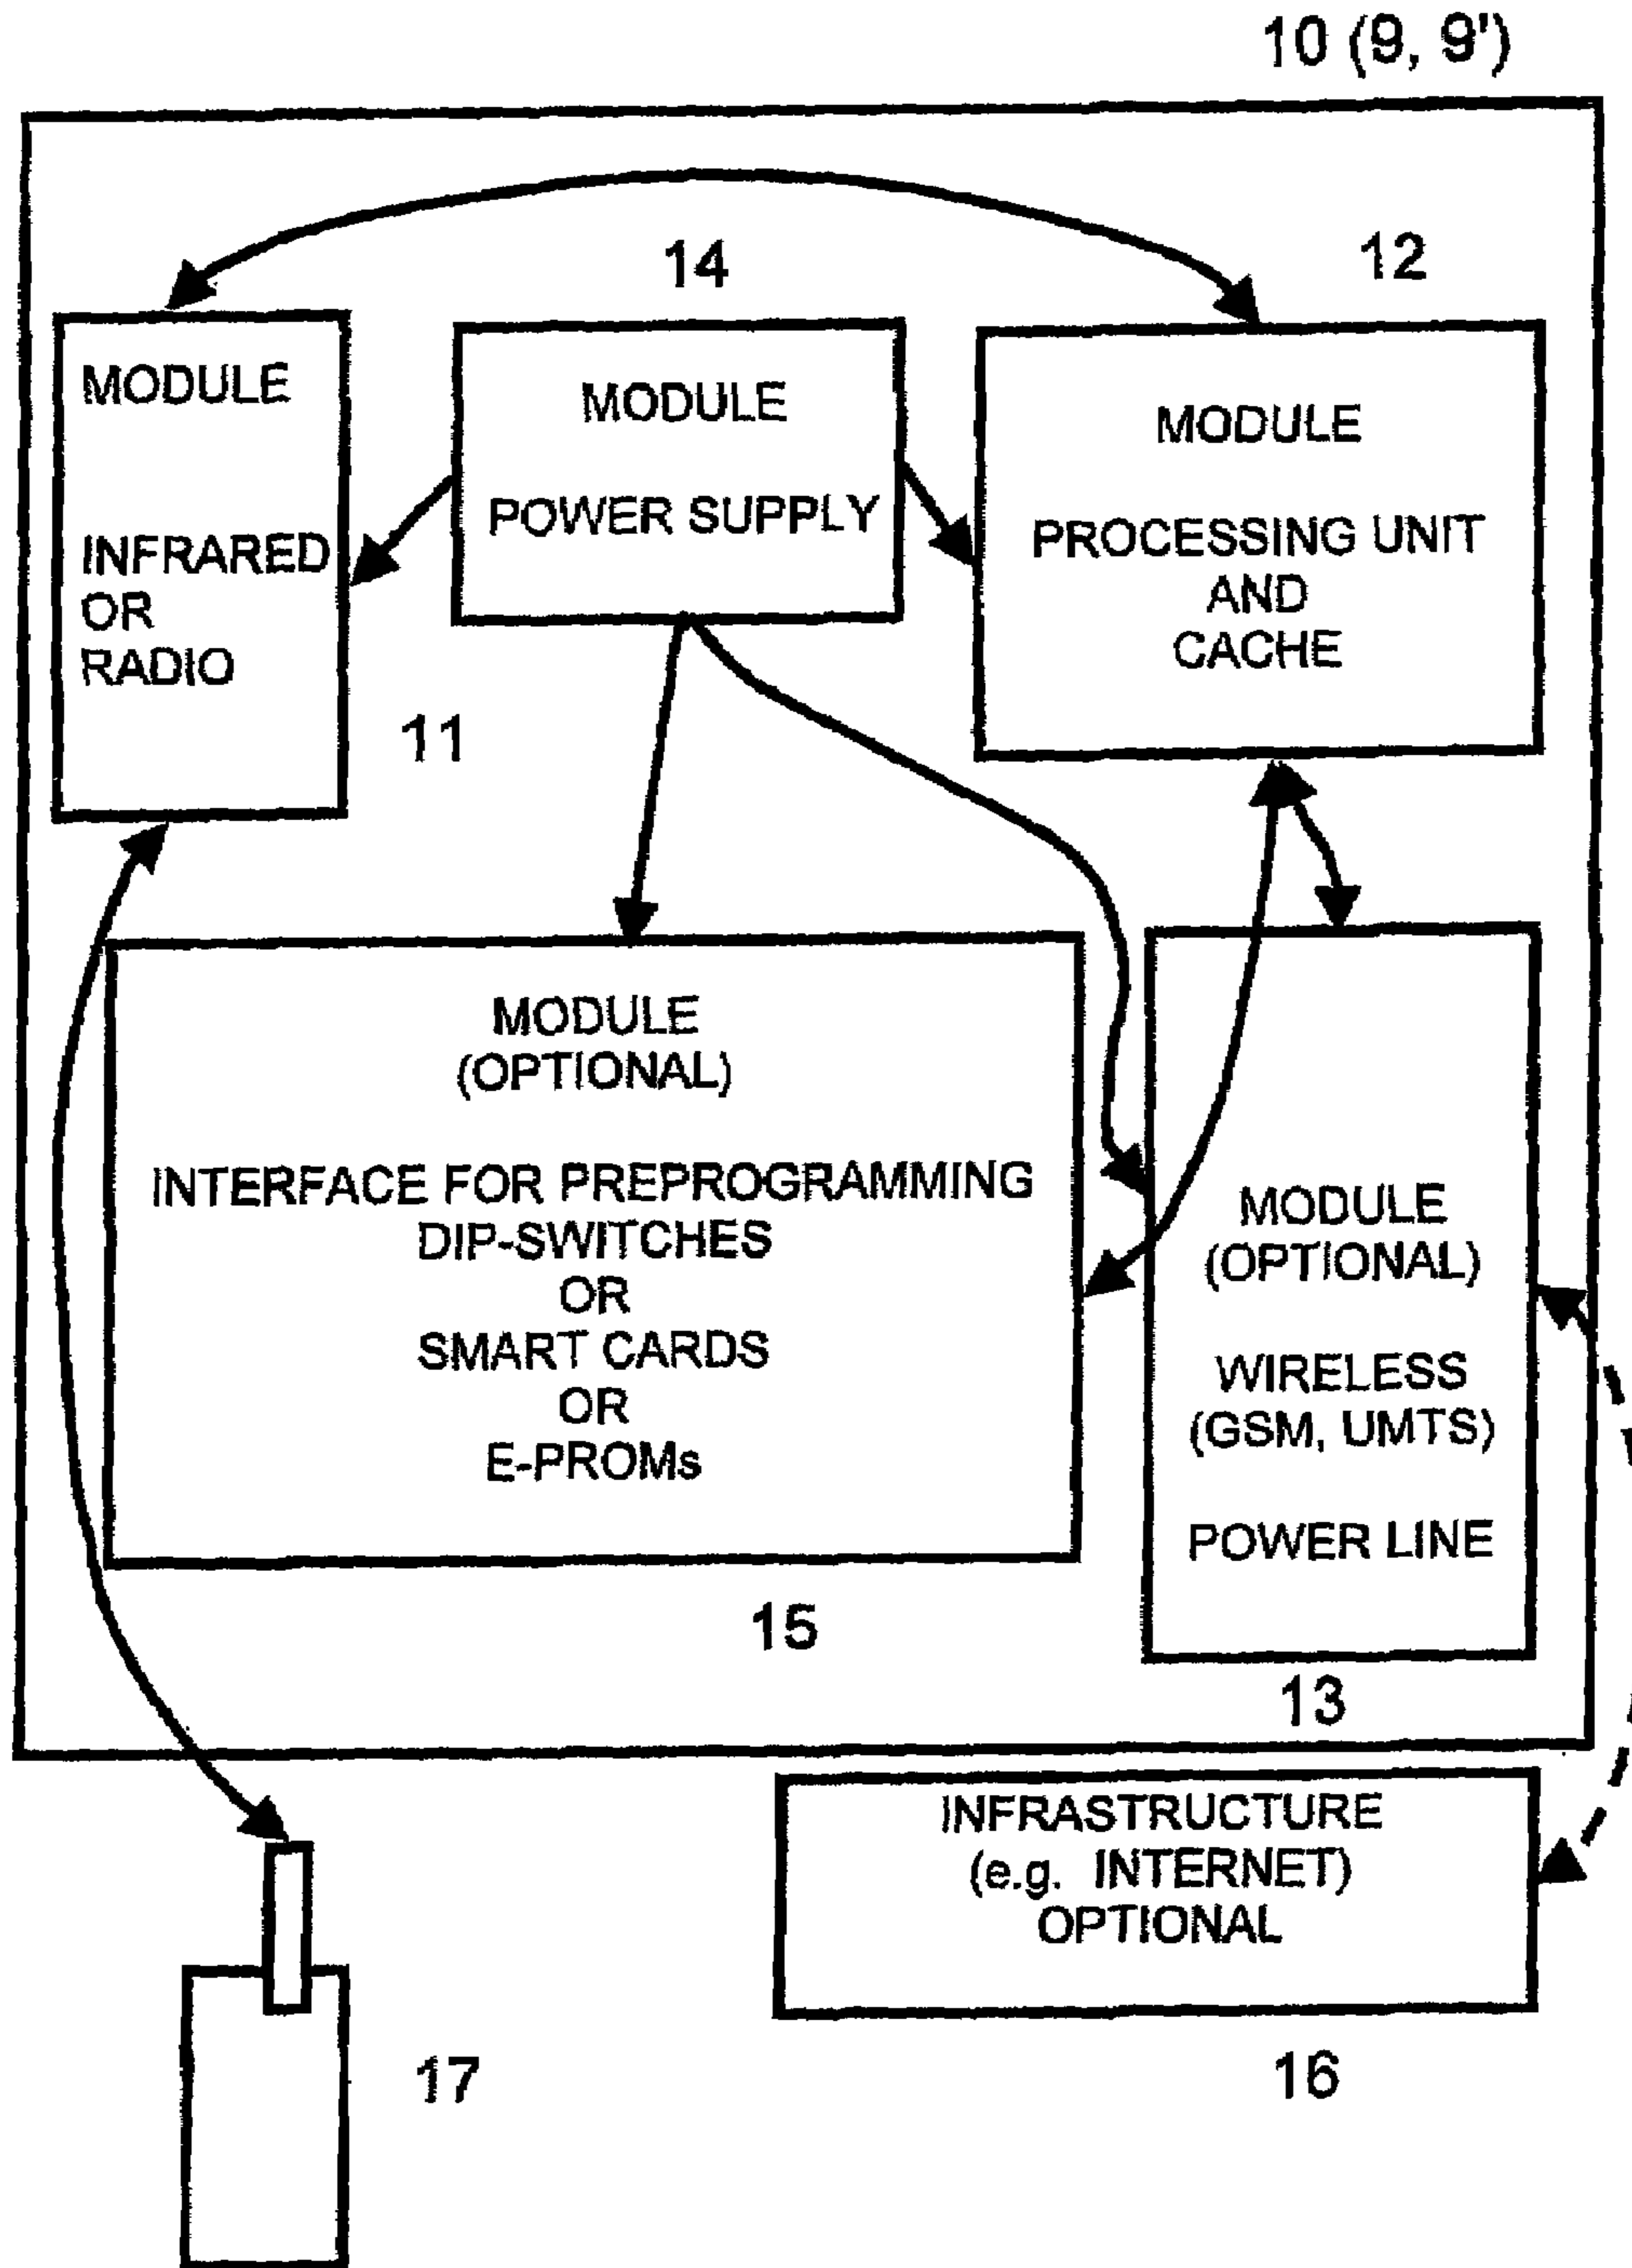 10 (9, 9')
14
12
MODULE
INFRARED
OR
RADIO
11
MODULE
POWER SUPPLY
MODULE
PROCESSING UNIT
AND
CACHE
MODULE
(OPTIONAL)
INTERFACE FOR PREPROGRAMMING
DIP-SWITCHES
OR
SMART CARDS
OR
E-PROMs
15
MODULE
(OPTIONAL)
WIRELESS
(GSM, UMTS)
POWER LINE
13
INFRASTRUCTURE
(e.g. INTERNET)
OPTIONAL
17
16